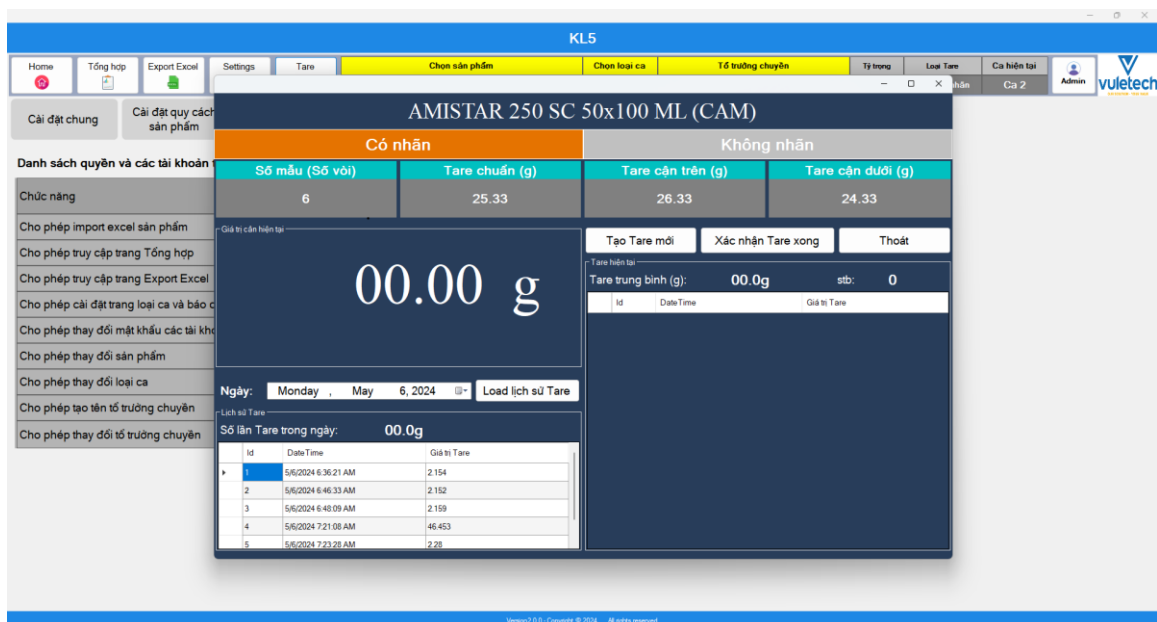 KL5
Home Tổng hợp Export Excel Settings Tare Chọn sản phẩm Chọn loại ca Tổ trưởng chuyền Tỷ trọng Loại Tare Ca hiện tại
Ca 2 Admin vuletech
Cài đặt chung Cài đặt quy cách sản phẩm
AMISTAR 250 SC 50x100 ML (CAM)
Có nhãn Không nhãn
Danh sách quyền và các tài khoản
Số mẫu (Số vòi) Tare chuẩn (g) Tare cận trên (g) Tare cận dưới (g)
6 25.33 26.33 24.33
Chức năng
Cho phép import excel sản phẩm
Cho phép truy cập trang Tổng hợp
Cho phép truy cập trang Export Excel
Cho phép cài đặt trang loại ca và báo
Cho phép thay đổi mật khẩu các tài
Cho phép thay đổi sản phẩm
Cho phép thay đổi loại ca
Cho phép tạo tên tổ trưởng chuyền
Cho phép thay đổi tổ trưởng chuyền
Giá trị cân hiện tại
00.00 g
Tạo Tare mới Xác nhận Tare xong Thoát
Tare hiện tại
Tare trung bình (g): 00.0g stb: 0
Id DateTime Giá trị Tare
Ngày: Monday , May 6, 2024 Load lịch sử Tare
Lịch sử Tare
Số lần Tare trong ngày: 00.0g
Id DateTime Giá trị Tare
1 5/6/2024 6:36:21 AM 2.154
2 5/6/2024 6:46:33 AM 2.152
3 5/6/2024 6:48:09 AM 2.159
4 5/6/2024 7:21:08 AM 46.453
5 5/6/2024 7:23:28 AM 2.28
Version2.0.0 - Copyright © 2024 All rights reserved